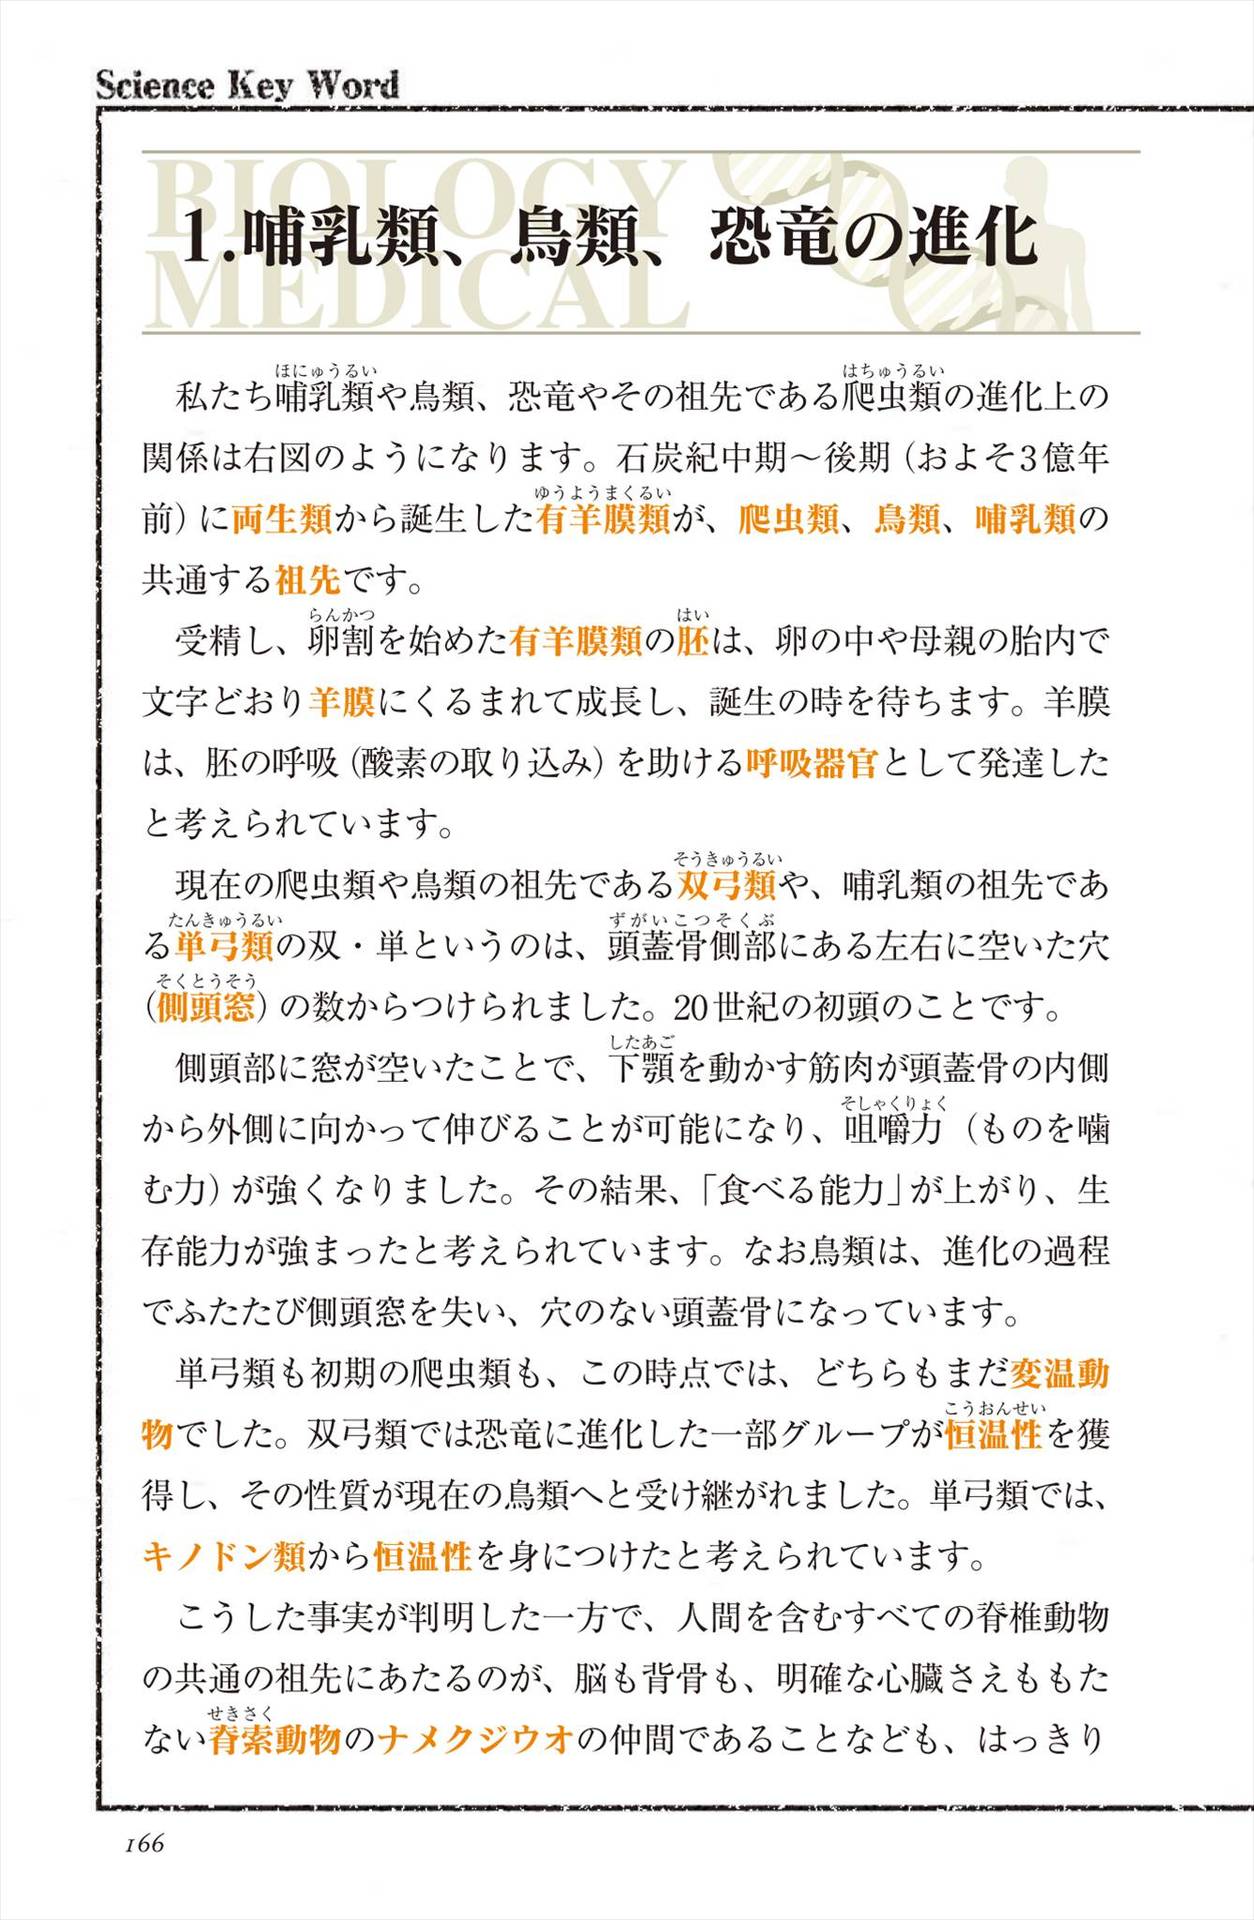 Science Key Word
BIOLOGY
MEDICAL
1.哺乳類、鳥類、恐竜の進化
ほにゅうるい はちゅうるい
私たち哺乳類や鳥類、恐竜やその祖先である爬虫類の進化上の
関係は右図のようになります。石炭紀中期〜後期（およそ3億年
ゆうようまくるい
前）に両生類から誕生した有羊膜類が、爬虫類、鳥類、哺乳類の
共通する祖先です。
らんかつ はい
受精し、卵割を始めた有羊膜類の胚は、卵の中や母親の胎内で
文字どおり羊膜にくるまれて成長し、誕生の時を待ちます。羊膜
は、胚の呼吸（酸素の取り込み）を助ける呼吸器官として発達した
と考えられています。
そうきゅうるい
現在の爬虫類や鳥類の祖先である双弓類や、哺乳類の祖先であ
たんきゅうるい ずがいこつそくぶ
る単弓類の双・単というのは、頭蓋骨側部にある左右に空いた穴
そくとうそう
（側頭窓）の数からつけられました。20世紀の初頭のことです。
したあご
側頭部に窓が空いたことで、下顎を動かす筋肉が頭蓋骨の内側
そしゃくりょく
から外側に向かって伸びることが可能になり、咀嚼力（ものを噛
む力）が強くなりました。その結果、「食べる能力」が上がり、生
存能力が強まったと考えられています。なお鳥類は、進化の過程
でふたたび側頭窓を失い、穴のない頭蓋骨になっています。
単弓類も初期の爬虫類も、この時点では、どちらもまだ変温動
こうおんせい
物でした。双弓類では恐竜に進化した一部グループが恒温性を獲
得し、その性質が現在の鳥類へと受け継がれました。単弓類では、
キノドン類から恒温性を身につけたと考えられています。
こうした事実が判明した一方で、人間を含むすべての脊椎動物
の共通の祖先にあたるのが、脳も背骨も、明確な心臓さえももた
せきさく
ない脊索動物のナメクジウオの仲間であることなども、はっきり
166